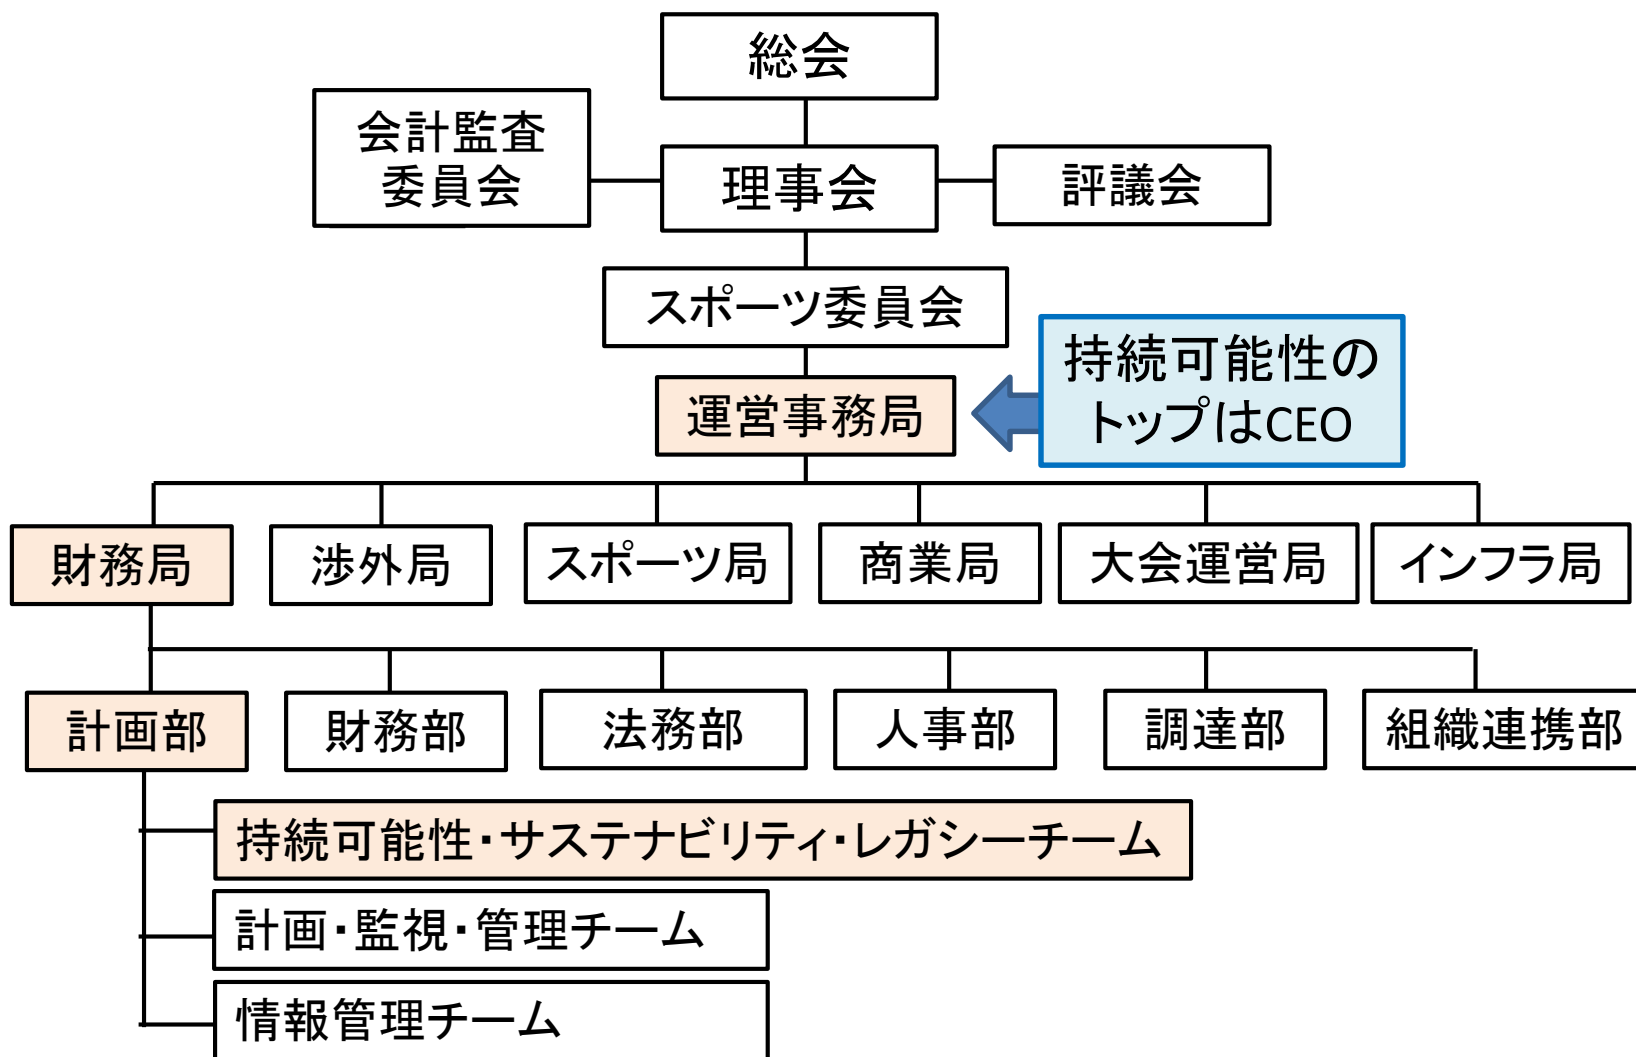 総会
会計監査
委員会
理事会
評議会
スポーツ委員会
持続可能性の
トップはCEO
運営事務局
財務局
渉外局
スポーツ局
商業局
大会運営局
インフラ局
計画部
財務部
法務部
人事部
調達部
組織連携部
持続可能性・サステナビリティ・レガシーチーム
計画・監視・管理チーム
情報管理チーム